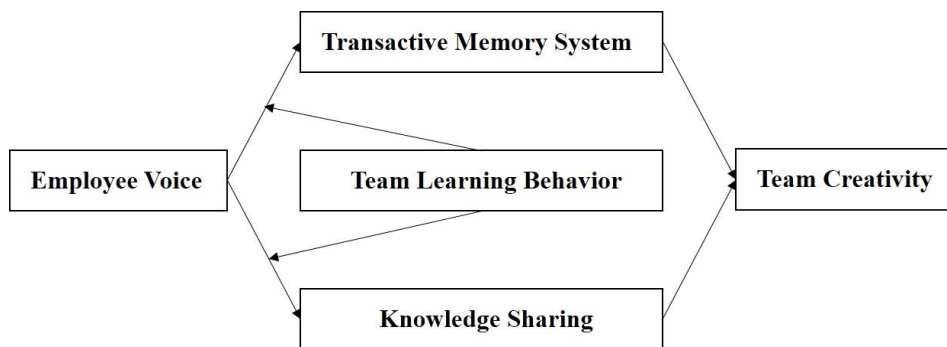 Transactive Memory System
Employee Voice
Team Learning Behavior
Team Creativity
Knowledge Sharing